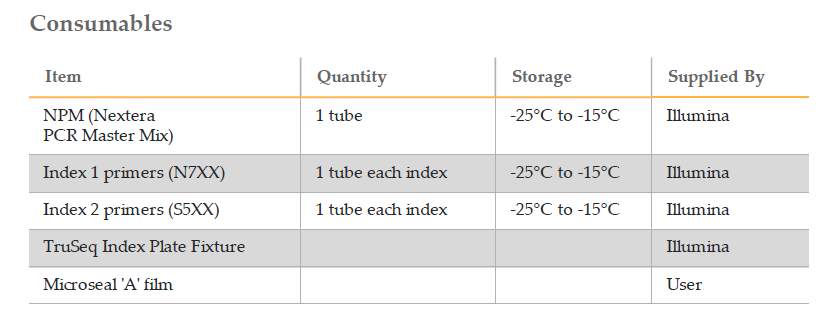 Consumables
Item Quantity Storage Supplied By
NPM (Nextera 1 tube -25°C to -15°C Illumina
PCR Master Mix)
Index 1 primers (N7XX) 1 tube each index -25°C to -15°C Illumina
Index 2 primers (S5XX) 1 tube each index -25°C to -15°C Illumina
TruSeq Index Plate Fixture Illumina
Microseal 'A' film User